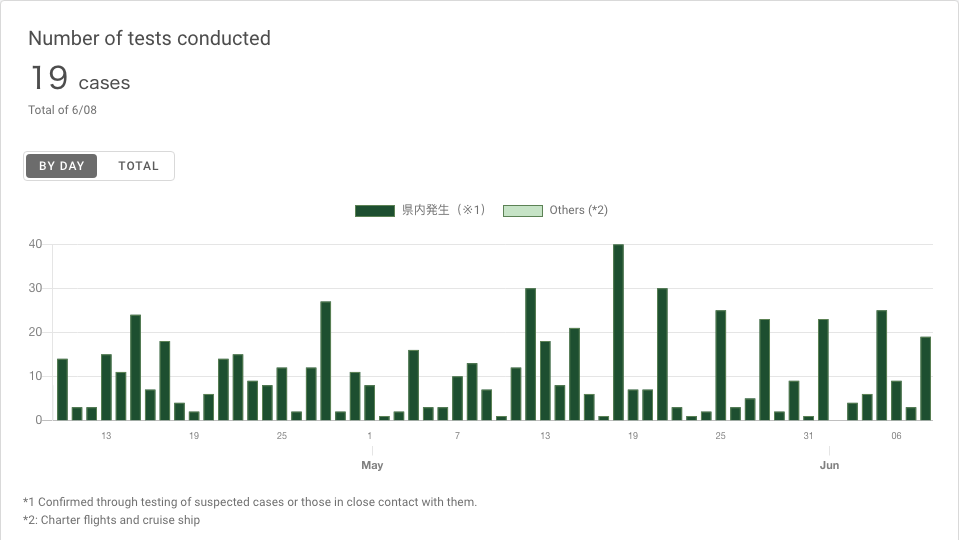 Number of tests conducted
19 cases
Total of 6/08
BY DAY TOTAL
県内発生（※1） Others (*2)
40
30
20
10
0
13 19 25 1 7 13 19 25 31 06
May Jun
*1 Confirmed through testing of suspected cases or those in close contact with them.
*2: Charter flights and cruise ship